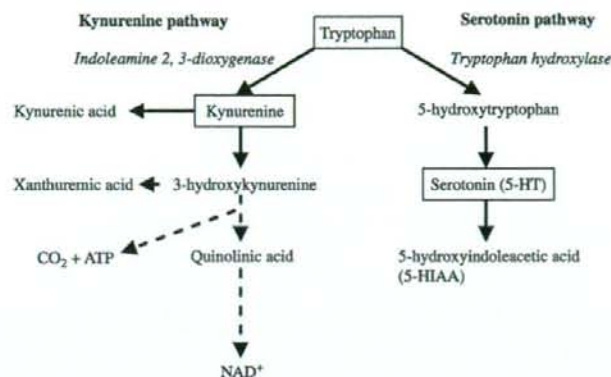 Kynurenine pathway
Serotonin pathway
Tryptophan
Indoleamine 2, 3-dioxygenase
Tryptophan hydroxylase
Kynurenic acid
Kynurenine
5-hydroxytryptophan
Xanthuremic acid
3-hydroxykynurenine
Serotonin (5-HT)
CO₂ + ATP
Quinolinic acid
5-hydroxyindoleacetic acid
(5-HIAA)
NAD⁺